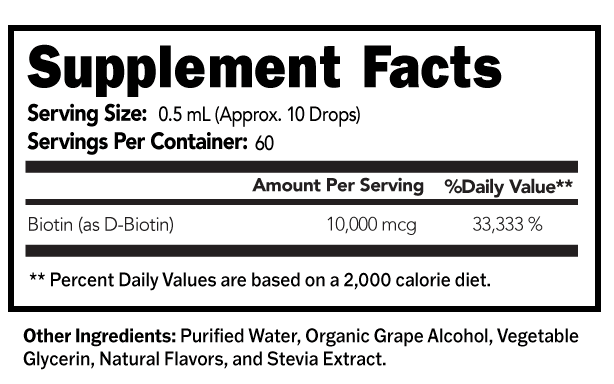 Supplement Facts
Serving Size: 0.5 mL (Approx. 10 Drops)
Servings Per Container: 60
Amount Per Serving %Daily Value**
Biotin (as D-Biotin) 10,000 mcg 33,333 %
** Percent Daily Values are based on a 2,000 calorie diet.
Other Ingredients: Purified Water, Organic Grape Alcohol, Vegetable
Glycerin, Natural Flavors, and Stevia Extract.